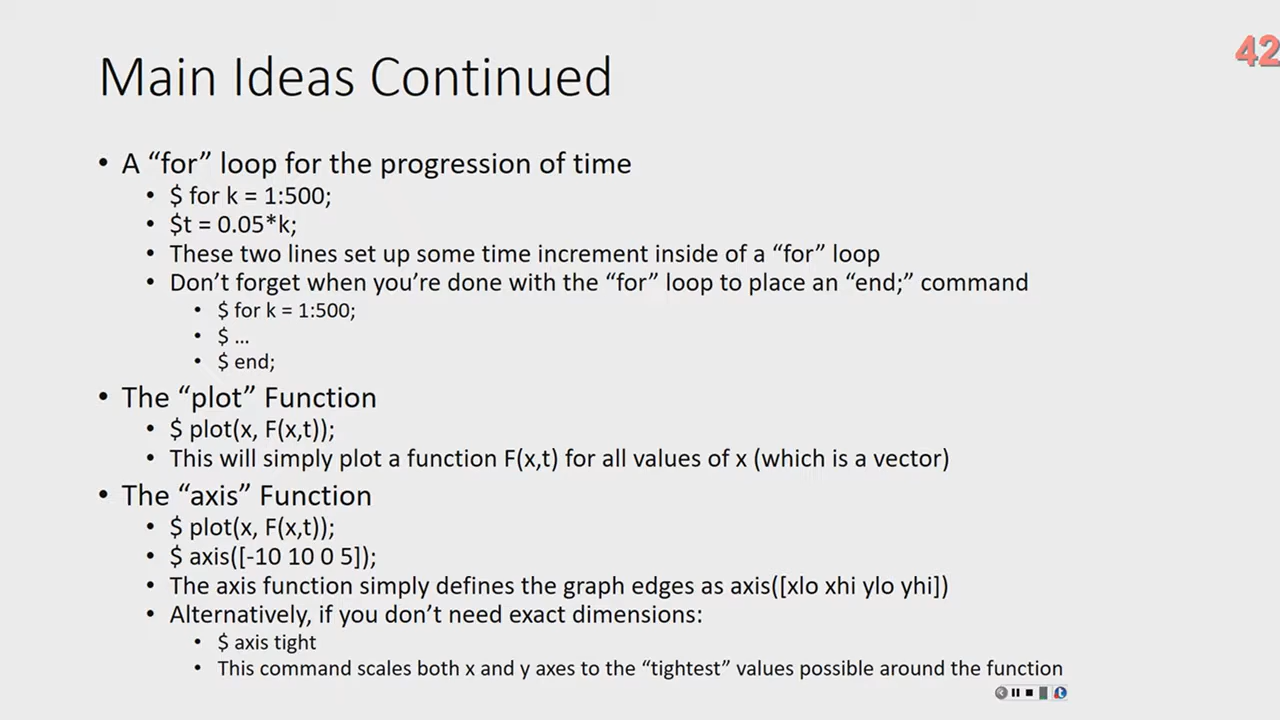 Main Ideas Continued
42
• A “for” loop for the progression of time
• $ for k = 1:500;
• $t = 0.05*k;
• These two lines set up some time increment inside of a “for” loop
• Don’t forget when you’re done with the “for” loop to place an “end;” command
• $ for k = 1:500;
• $ ...
• $ end;
• The “plot” Function
• $ plot(x, F(x,t));
• This will simply plot a function F(x,t) for all values of x (which is a vector)
• The “axis” Function
• $ plot(x, F(x,t));
• $ axis([-10 10 0 5]);
• The axis function simply defines the graph edges as axis([xlo xhi ylo yhi])
• Alternatively, if you don’t need exact dimensions:
• $ axis tight
• This command scales both x and y axes to the “tightest” values possible around the function